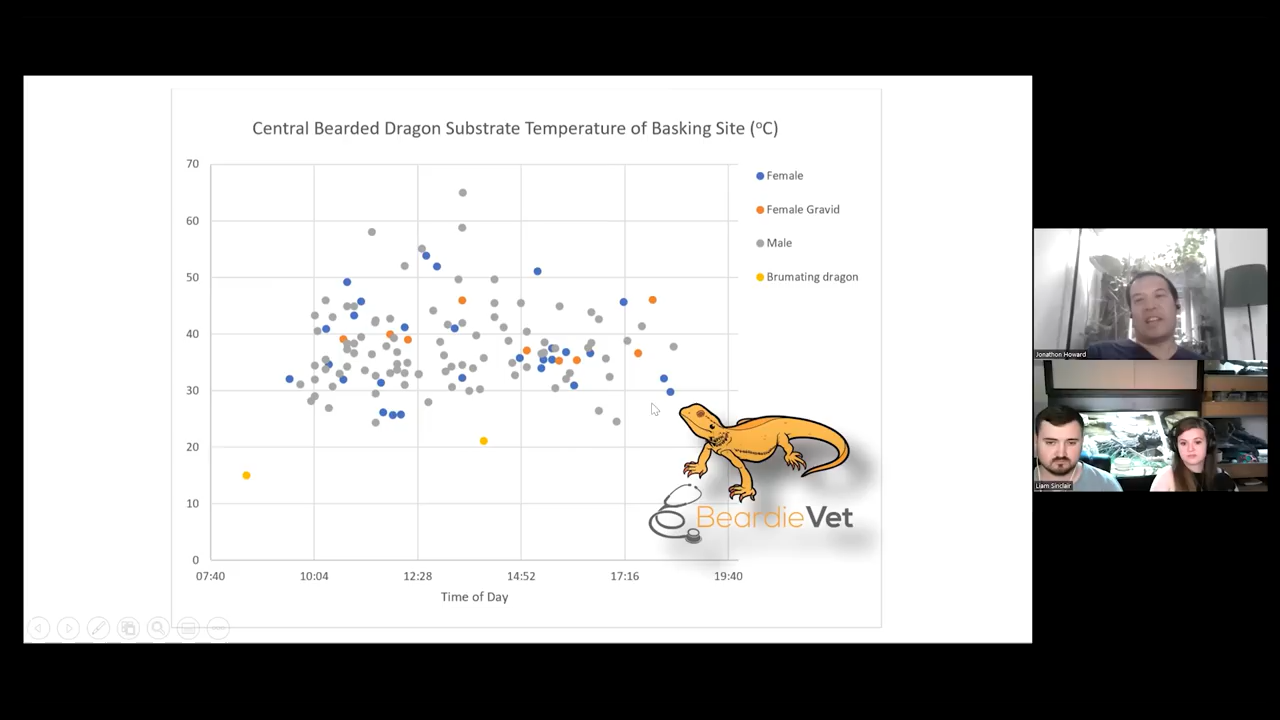 Central Bearded Dragon Substrate Temperature of Basking Site (°C)
70
60
50
40
30
20
10
0
07:40
10:04
12:28
14:52
17:16
19:40
Time of Day
Female
Female Gravid
Male
Brumating dragon
BeardieVet
Jonathon Howard
Liam Sinclair